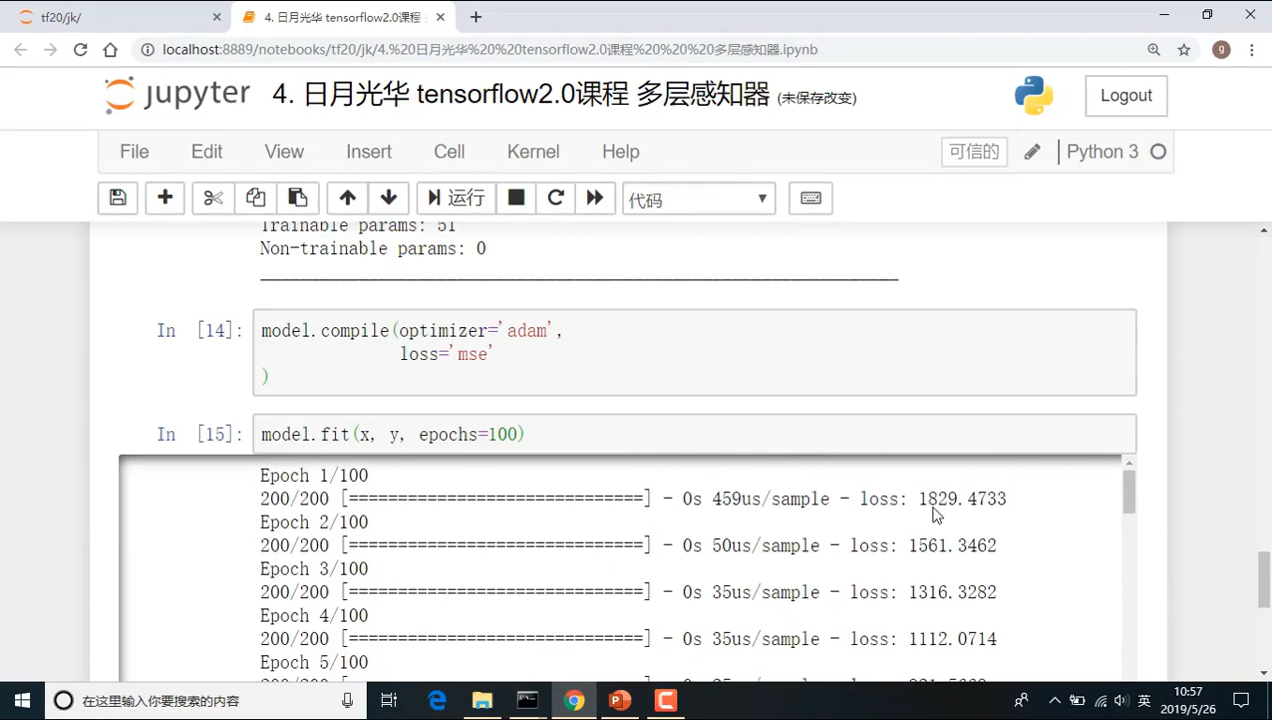 tf20/jk/
4. 日月光华 tensorflow2.0课程
localhost:8889/notebooks/tf20/jk/4.%20日月光华%20%20tensorflow2.0课程%20%20%20多层感知器.ipynb
g
jupyter 4. 日月光华 tensorflow2.0课程 多层感知器 (未保存改变)
Logout
File Edit View Insert Cell Kernel Help
可信的 Python 3
运行 代码
Trainable params: 51
Non-trainable params: 0
In [14]: model.compile(optimizer='adam',
loss='mse'
)
In [15]: model.fit(x, y, epochs=100)
Epoch 1/100
200/200 [==============================] - 0s 459us/sample - loss: 1829.4733
Epoch 2/100
200/200 [==============================] - 0s 50us/sample - loss: 1561.3462
Epoch 3/100
200/200 [==============================] - 0s 35us/sample - loss: 1316.3282
Epoch 4/100
200/200 [==============================] - 0s 35us/sample - loss: 1112.0714
Epoch 5/100
在这里输入你要搜索的内容
英
10:57
2019/5/26